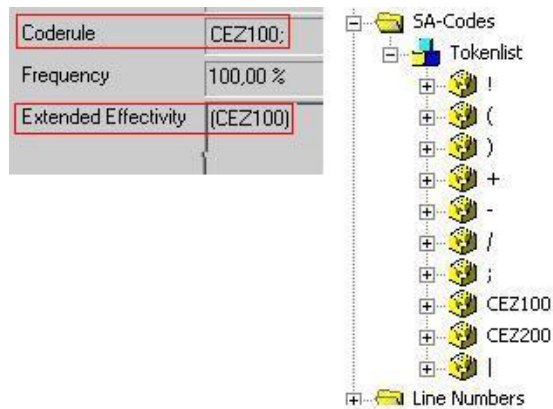 Coderule CEZ100;
Frequency 100,00 %
Extended Effectivity (CEZ100)
SA-Codes
Tokenlist
!
(
)
+
-
/
;
CEZ100
CEZ200
|
Line Numbers